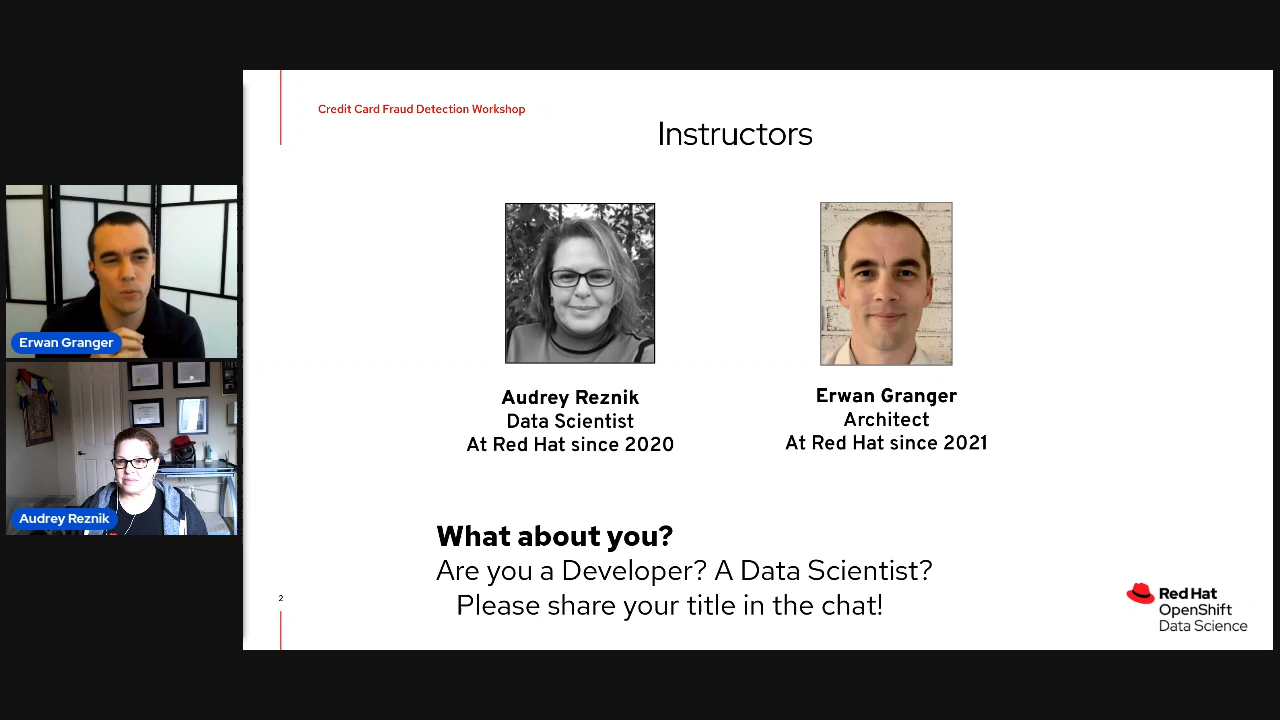 Credit Card Fraud Detection Workshop
Instructors
Erwan Granger
Audrey Reznik
Audrey Reznik
Data Scientist
At Red Hat since 2020
Erwan Granger
Architect
At Red Hat since 2021
What about you?
Are you a Developer? A Data Scientist?
Please share your title in the chat!
2
Red Hat
OpenShift
Data Science